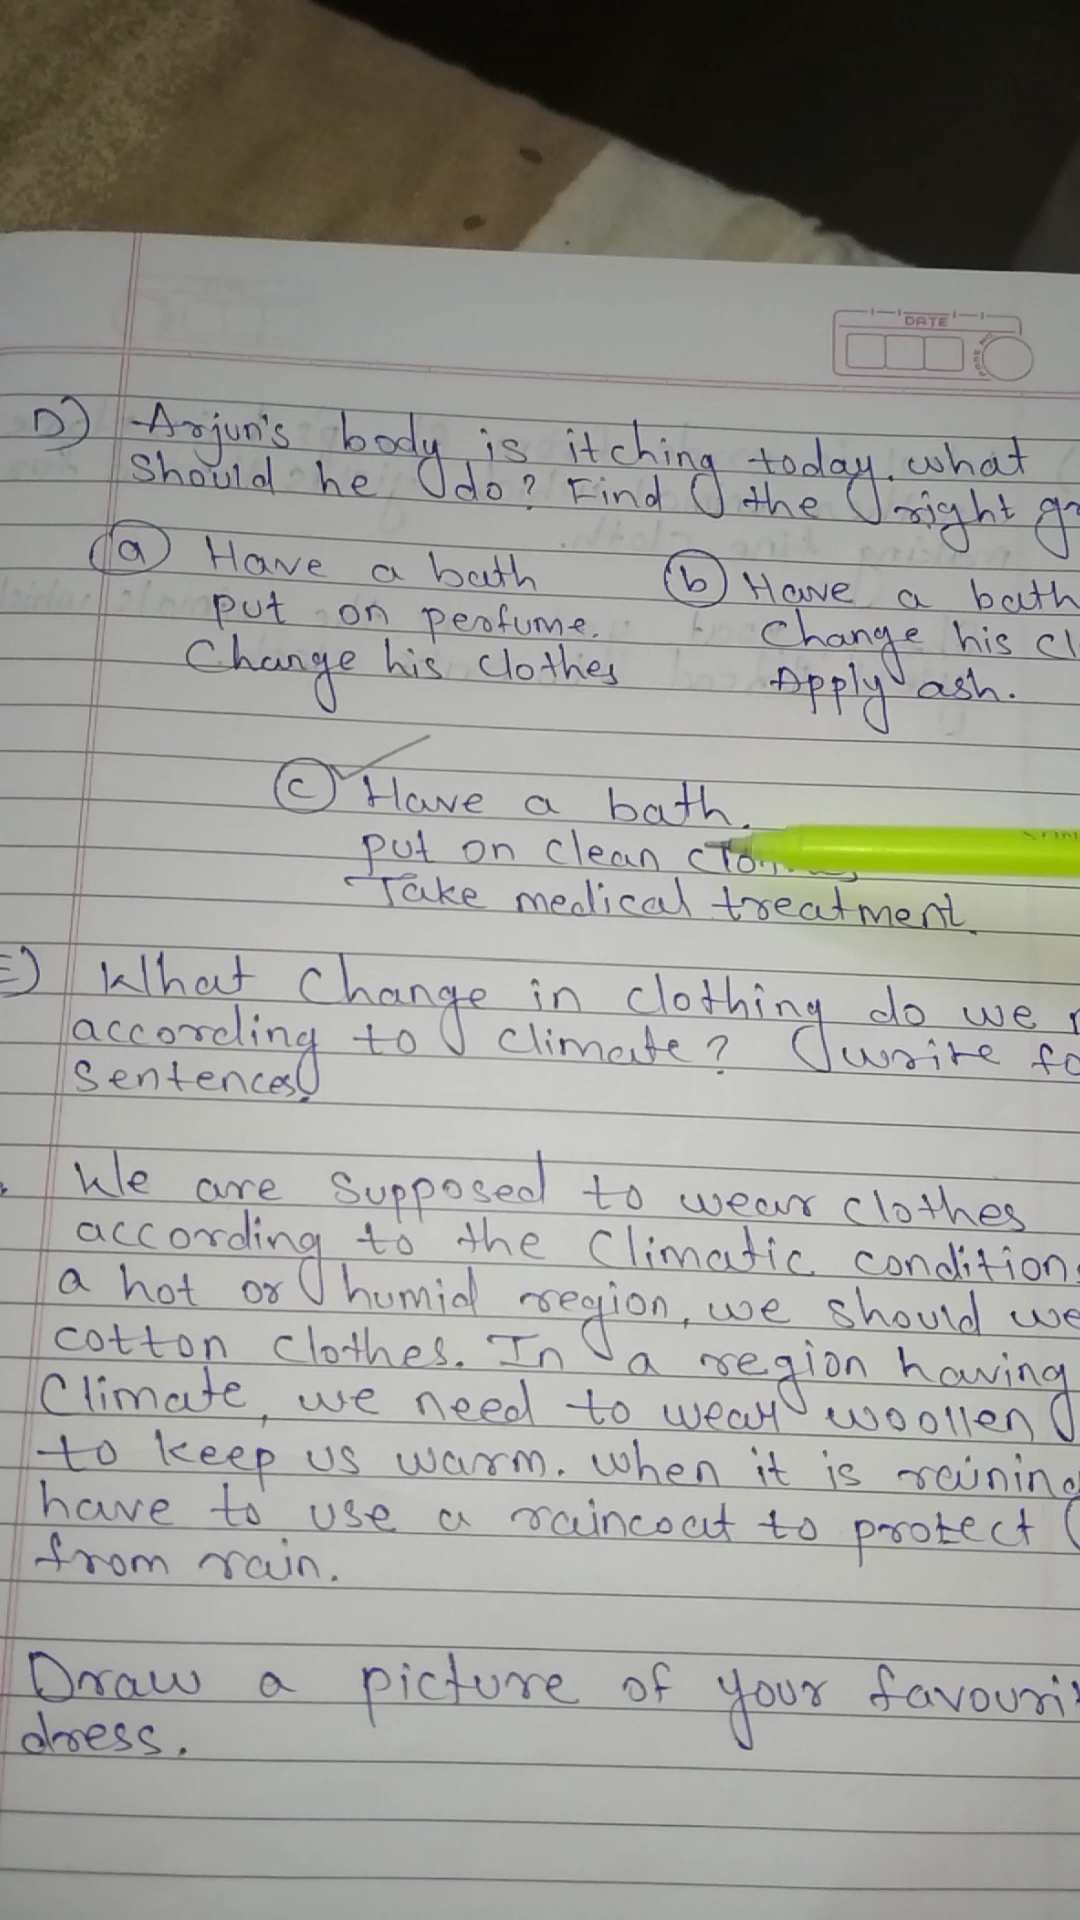 DATE
PAGE NO
D) Arjun's body is itching today. what
should he do? Find the right
(a) Have a bath
put on perfume.
Change his clothes
(b) Have a bath
Change his
Apply ash.
(c) Have a bath.
put on clean
Take medical treatment.
E) What change in clothing do we
according to climate? write
sentences.
We are supposed to wear clothes
according to the climatic condition
a hot or humid region, we should
cotton clothes. In a region having
Climate, we need to wear woollen
to keep us warm. when it is raining
have to use a raincoat to protect
from rain.
Draw a picture of your
dress.